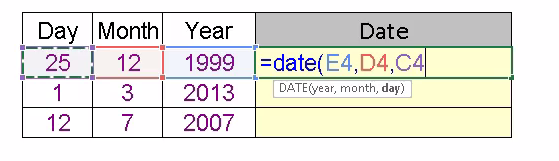 Day Month Year Date
25 12 1999 =date(E4,D4,C4
DATE(year, month, day)
1 3 2013
12 7 2007